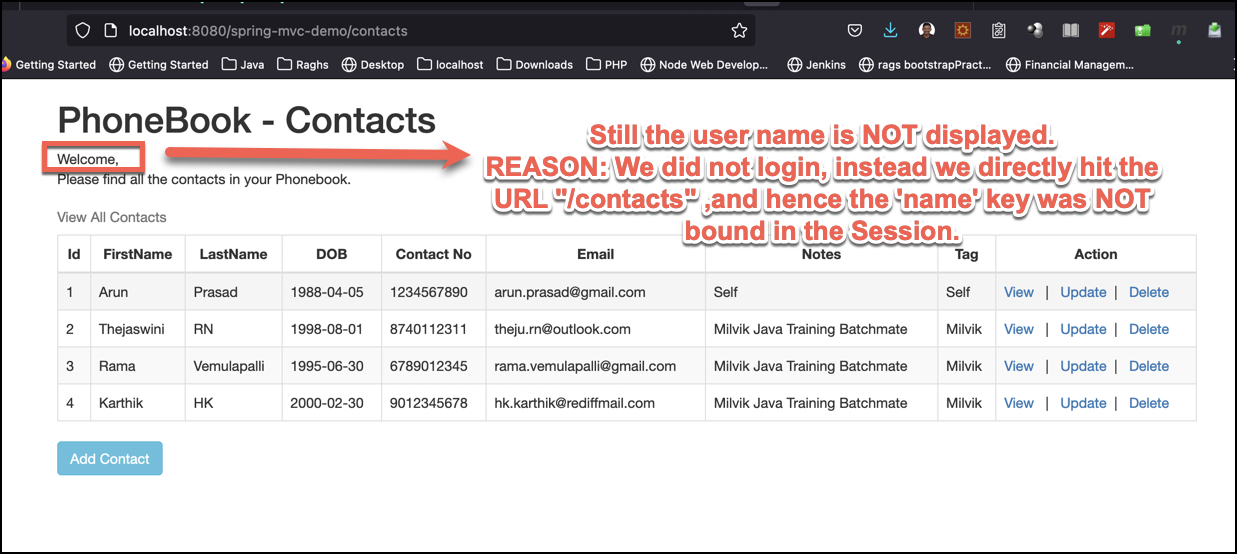 localhost:8080/spring-mvc-demo/contacts
Getting Started Getting Started Java Raghs Desktop localhost Downloads PHP Node Web Develop... Jenkins rags bootstrapPract... Financial Managem...
PhoneBook - Contacts
Welcome,
Please find all the contacts in your Phonebook.
Still the user name is NOT displayed.
REASON: We did not login, instead we directly hit the
URL "/contacts" ,and hence the 'name' key was NOT
bound in the Session.
View All Contacts
Id FirstName LastName DOB Contact No Email Notes Tag Action
1 Arun Prasad 1988-04-05 1234567890 arun.prasad@gmail.com Self Self View | Update | Delete
2 Thejaswini RN 1998-08-01 8740112311 theju.rn@outlook.com Milvik Java Training Batchmate Milvik View | Update | Delete
3 Rama Vemulapalli 1995-06-30 6789012345 rama.vemulapalli@gmail.com Milvik Java Training Batchmate Milvik View | Update | Delete
4 Karthik HK 2000-02-30 9012345678 hk.karthik@rediffmail.com Milvik Java Training Batchmate Milvik View | Update | Delete
Add Contact